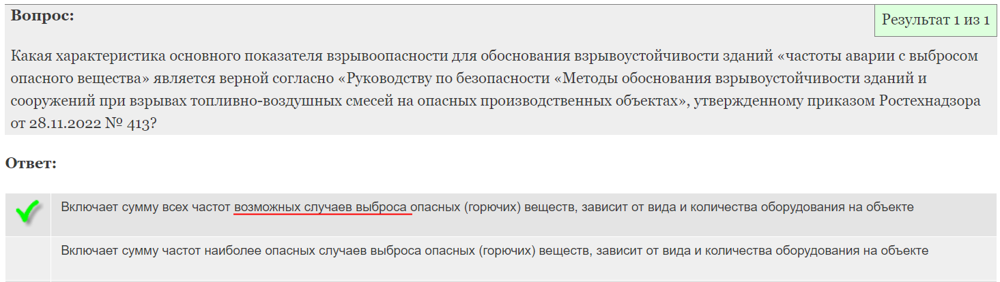 Вопрос:
Результат 1 из 1
Какая характеристика основного показателя взрывоопасности для обоснования взрывоустойчивости зданий «частоты аварии с выбросом
опасного вещества» является верной согласно «Руководству по безопасности «Методы обоснования взрывоустойчивости зданий и
сооружений при взрывах топливно-воздушных смесей на опасных производственных объектах», утвержденному приказом Ростехнадзора
от 28.11.2022 № 413?
Ответ:
Включает сумму всех частот возможных случаев выброса опасных (горючих) веществ, зависит от вида и количества оборудования на объекте
Включает сумму частот наиболее опасных случаев выброса опасных (горючих) веществ, зависит от вида и количества оборудования на объекте